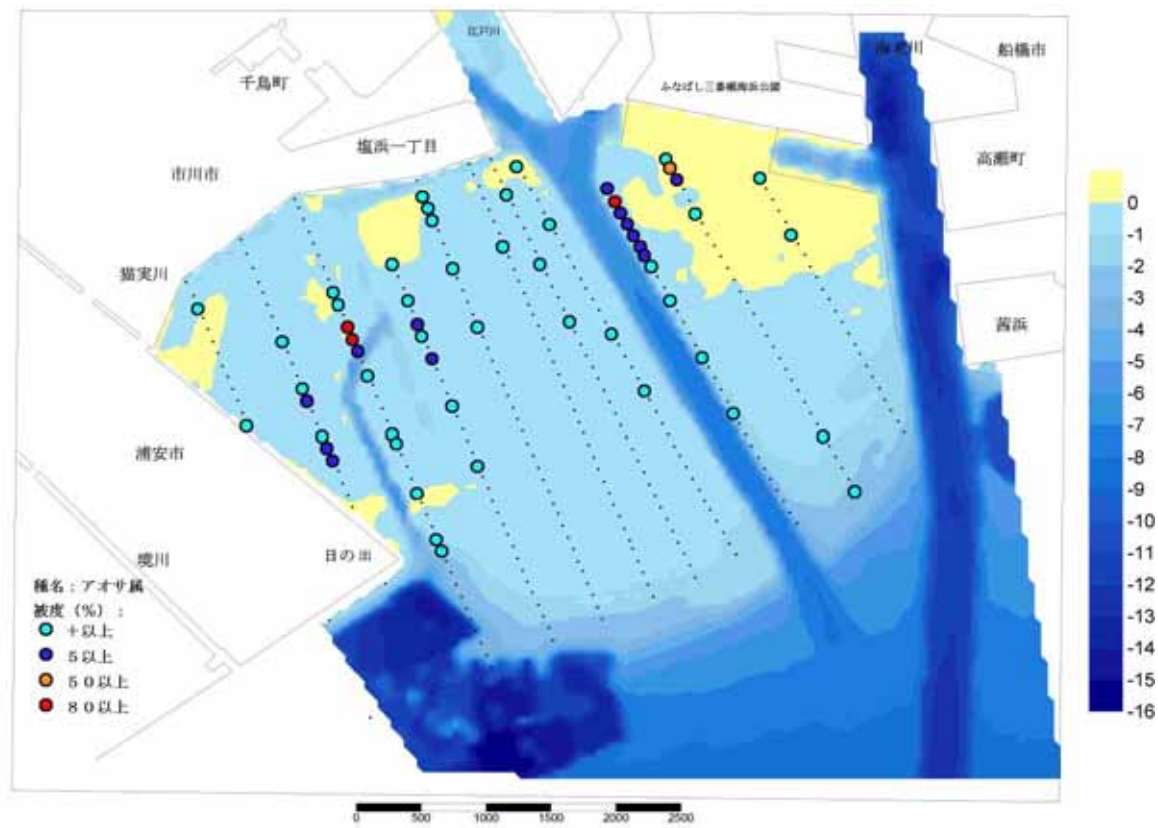 江戸川
海老川
船橋市
千鳥町
ふなばし三番瀬海浜公園
塩浜一丁目
高瀬町
市川市
猫実川
茜浜
浦安市
境川
日の出
種名：アオサ属
被度（%）：
＋以上
5以上
50以上
80以上
0
-1
-2
-3
-4
-5
-6
-7
-8
-9
-10
-11
-12
-13
-14
-15
-16
0 500 1000 1500 2000 2500